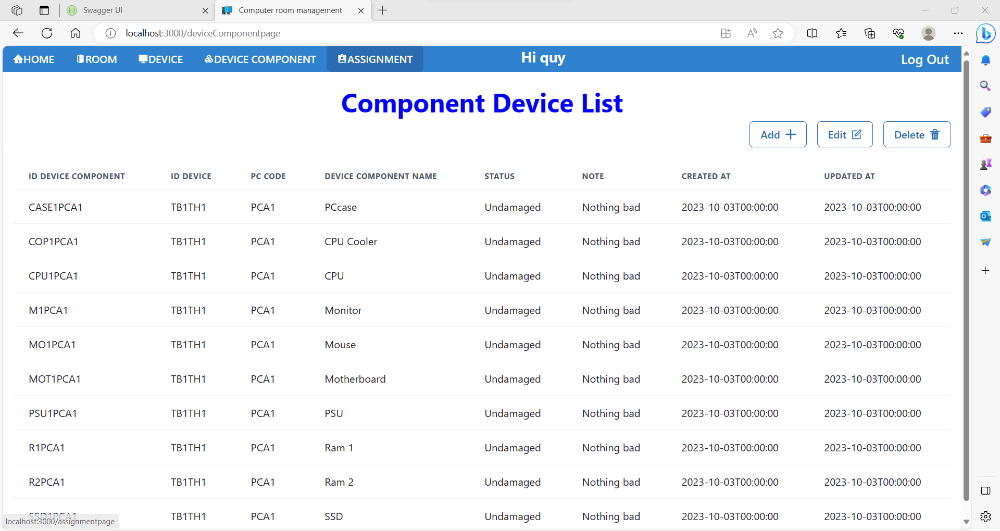 Swagger UI
Computer room management
localhost:3000/deviceComponentpage
HOME ROOM DEVICE DEVICE COMPONENT ASSIGNMENT Hi quy Log Out
Component Device List
Add Edit Delete
ID DEVICE COMPONENT ID DEVICE PC CODE DEVICE COMPONENT NAME STATUS NOTE CREATED AT UPDATED AT
CASE1PCA1 TB1TH1 PCA1 PCcase Undamaged Nothing bad 2023-10-03T00:00:00 2023-10-03T00:00:00
COP1PCA1 TB1TH1 PCA1 CPU Cooler Undamaged Nothing bad 2023-10-03T00:00:00 2023-10-03T00:00:00
CPU1PCA1 TB1TH1 PCA1 CPU Undamaged Nothing bad 2023-10-03T00:00:00 2023-10-03T00:00:00
M1PCA1 TB1TH1 PCA1 Monitor Undamaged Nothing bad 2023-10-03T00:00:00 2023-10-03T00:00:00
MO1PCA1 TB1TH1 PCA1 Mouse Undamaged Nothing bad 2023-10-03T00:00:00 2023-10-03T00:00:00
MOT1PCA1 TB1TH1 PCA1 Motherboard Undamaged Nothing bad 2023-10-03T00:00:00 2023-10-03T00:00:00
PSU1PCA1 TB1TH1 PCA1 PSU Undamaged Nothing bad 2023-10-03T00:00:00 2023-10-03T00:00:00
R1PCA1 TB1TH1 PCA1 Ram 1 Undamaged Nothing bad 2023-10-03T00:00:00 2023-10-03T00:00:00
R2PCA1 TB1TH1 PCA1 Ram 2 Undamaged Nothing bad 2023-10-03T00:00:00 2023-10-03T00:00:00
SSD1PCA1 TB1TH1 PCA1 SSD Undamaged Nothing bad 2023-10-03T00:00:00 2023-10-03T00:00:00
localhost:3000/assignmentpage